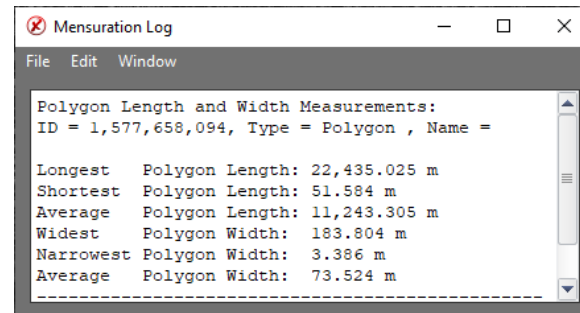 Mensuration Log
File Edit Window
Polygon Length and Width Measurements:
ID = 1,577,658,094, Type = Polygon , Name =
Longest Polygon Length: 22,435.025 m
Shortest Polygon Length: 51.584 m
Average Polygon Length: 11,243.305 m
Widest Polygon Width: 183.804 m
Narrowest Polygon Width: 3.386 m
Average Polygon Width: 73.524 m
--------------------------------------------------